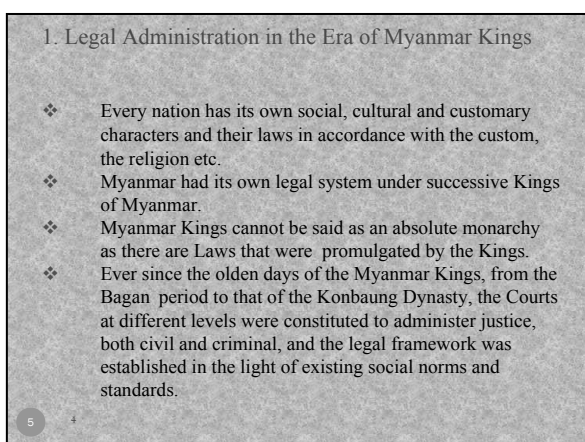 1. Legal Administration in the Era of Myanmar Kings
❖ Every nation has its own social, cultural and customary
characters and their laws in accordance with the custom,
the religion etc.
❖ Myanmar had its own legal system under successive Kings
of Myanmar.
❖ Myanmar Kings cannot be said as an absolute monarchy
as there are Laws that were promulgated by the Kings.
❖ Ever since the olden days of the Myanmar Kings, from the
Bagan period to that of the Konbaung Dynasty, the Courts
at different levels were constituted to administer justice,
both civil and criminal, and the legal framework was
established in the light of existing social norms and
standards.
5 4